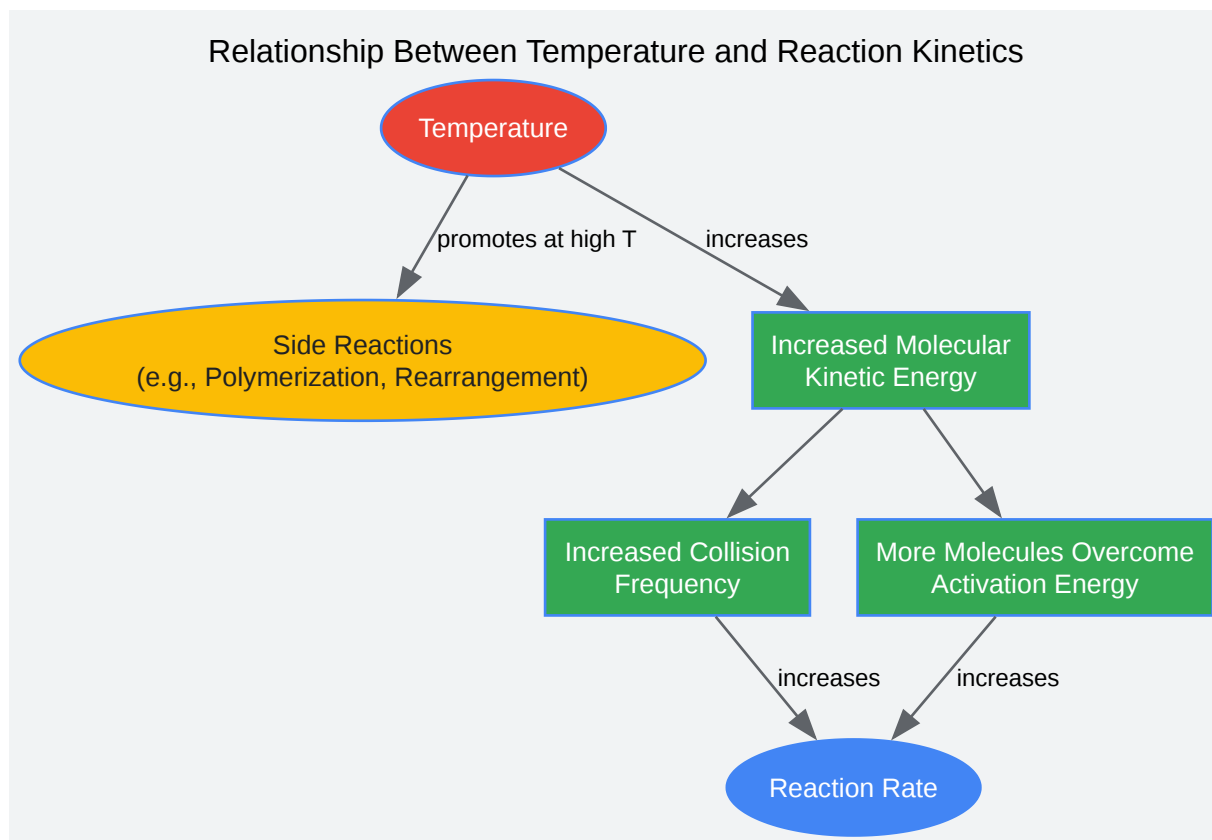 Relationship Between Temperature and Reaction Kinetics
Temperature
promotes at high T
increases
Side Reactions
(e.g., Polymerization, Rearrangement)
Increased Molecular
Kinetic Energy
Increased Collision
Frequency
More Molecules Overcome
Activation Energy
increases
increases
Reaction Rate